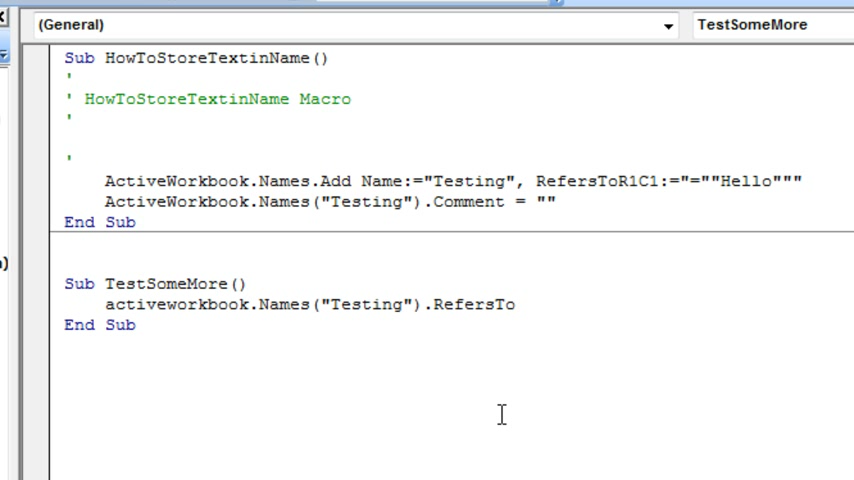 (General)
TestSomeMore
Sub HowToStoreTextinName()
'
' HowToStoreTextinName Macro
'
'
ActiveWorkbook.Names.Add Name:="Testing", RefersToR1C1:="=""Hello"""
ActiveWorkbook.Names("Testing").Comment = ""
End Sub
Sub TestSomeMore()
activeworkbook.Names("Testing").RefersTo
End Sub